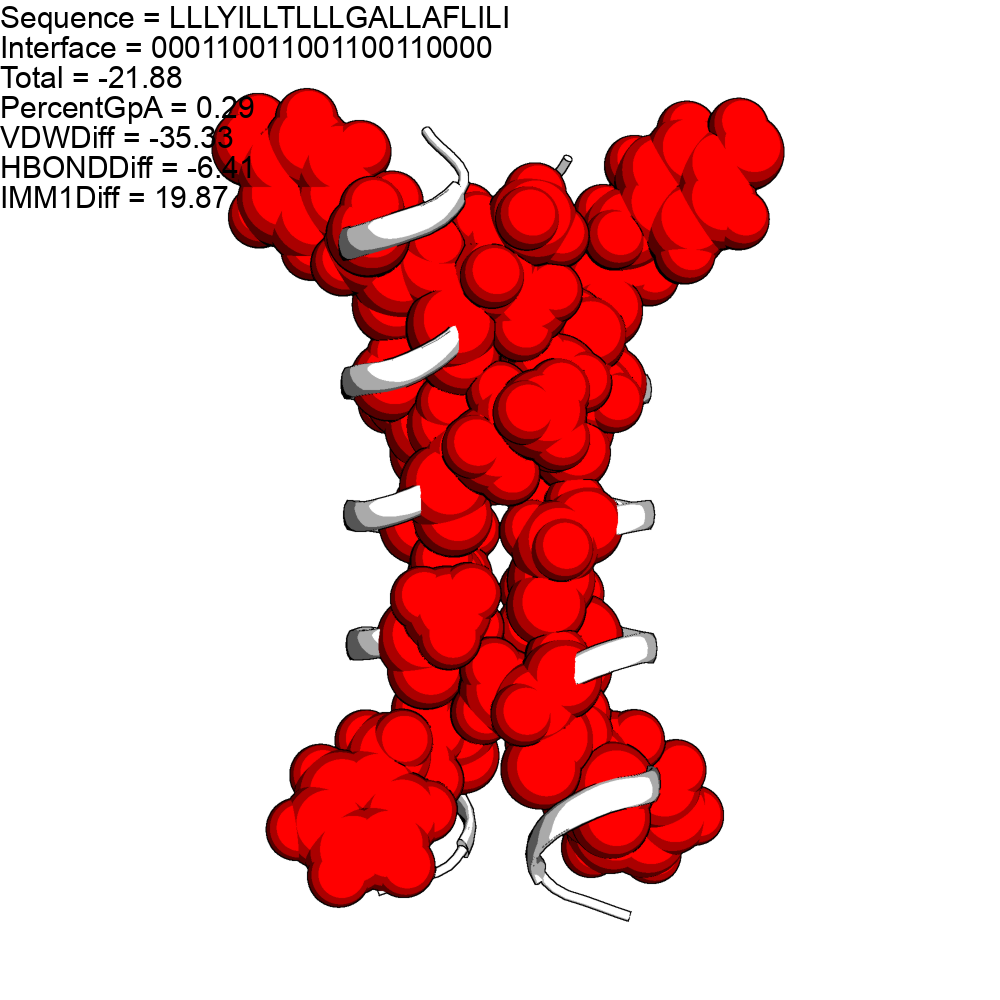 Sequence = LLLYILLTLLLGALLAFLILI
Interface = 000110011001100110000
Total = -21.88
PercentGpA = 0.29
VDWDiff = -35.33
HBONDDiff = -6.41
IMM1Diff = 19.87